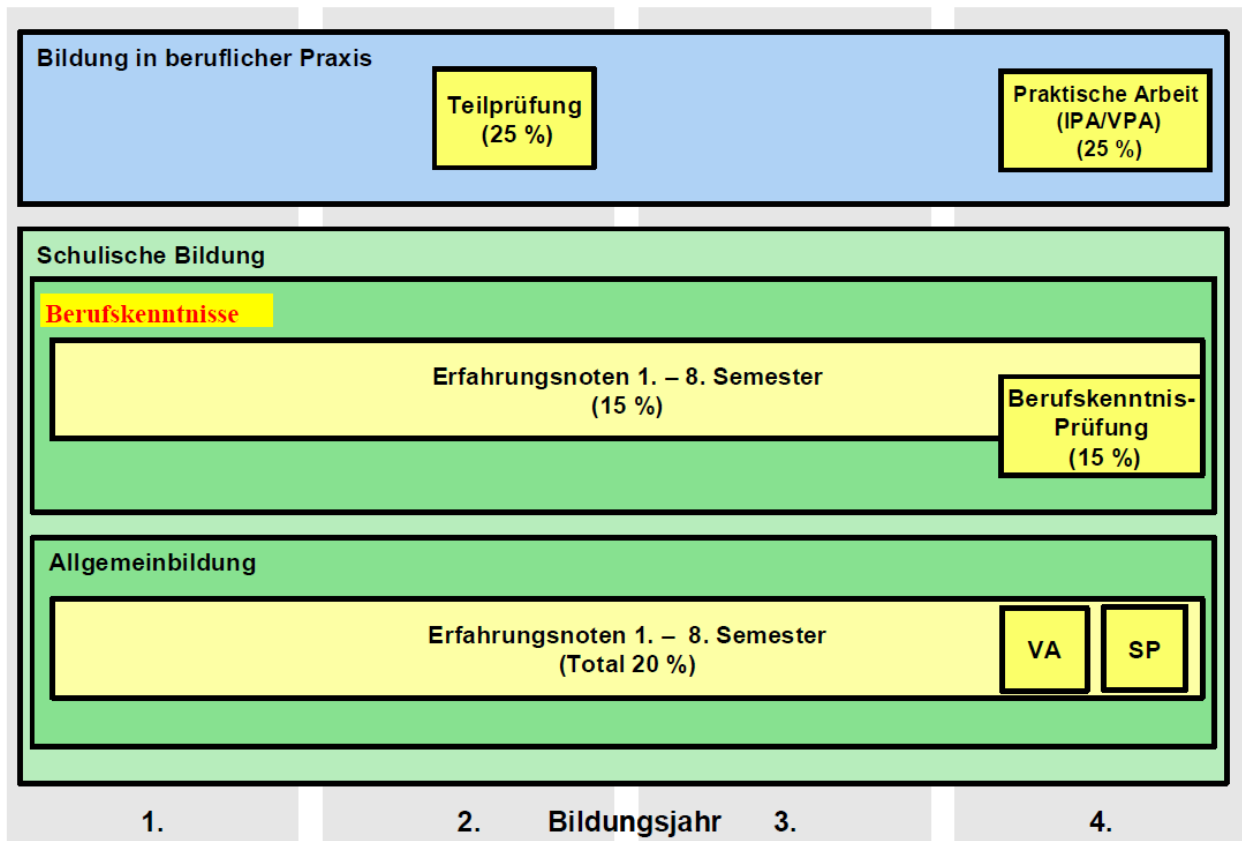 Bildung in beruflicher Praxis
Teilprüfung
(25 %)
Praktische Arbeit
(IPA/VPA)
(25 %)
Schulische Bildung
Berufskenntnisse
Erfahrungsnoten 1. – 8. Semester
(15 %)
Berufskenntnis-
Prüfung
(15 %)
Allgemeinbildung
Erfahrungsnoten 1. – 8. Semester
(Total 20 %)
VA
SP
1. 2. Bildungsjahr 3. 4.